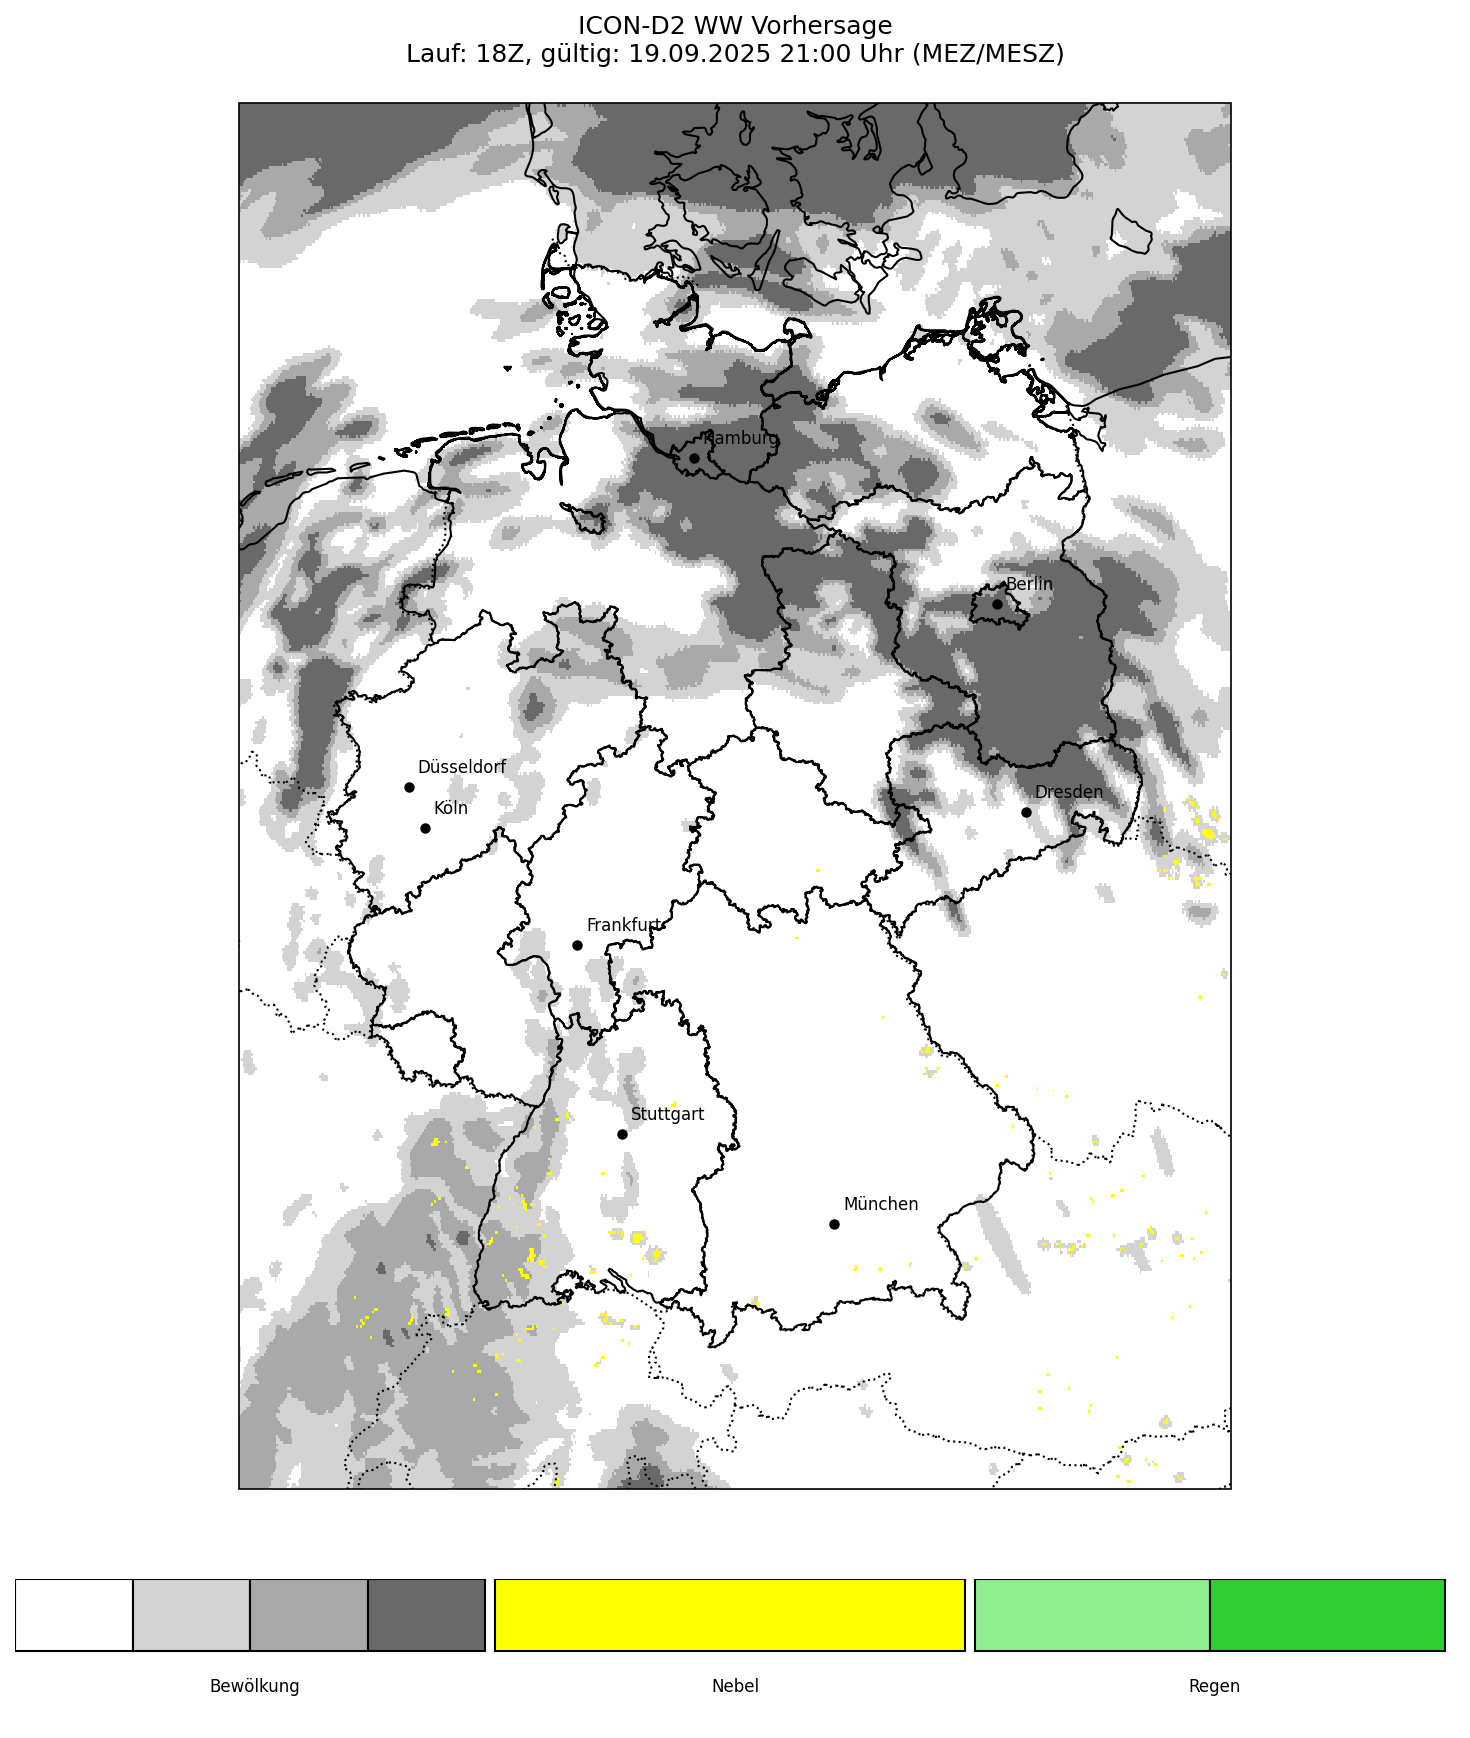 ICON-D2 WW Vorhersage
Lauf: 18Z, gültig: 19.09.2025 21:00 Uhr (MEZ/MESZ)
Hamburg
Berlin
Düsseldorf
Köln
Dresden
Frankfurt
Stuttgart
München
Bewölkung
Nebel
Regen